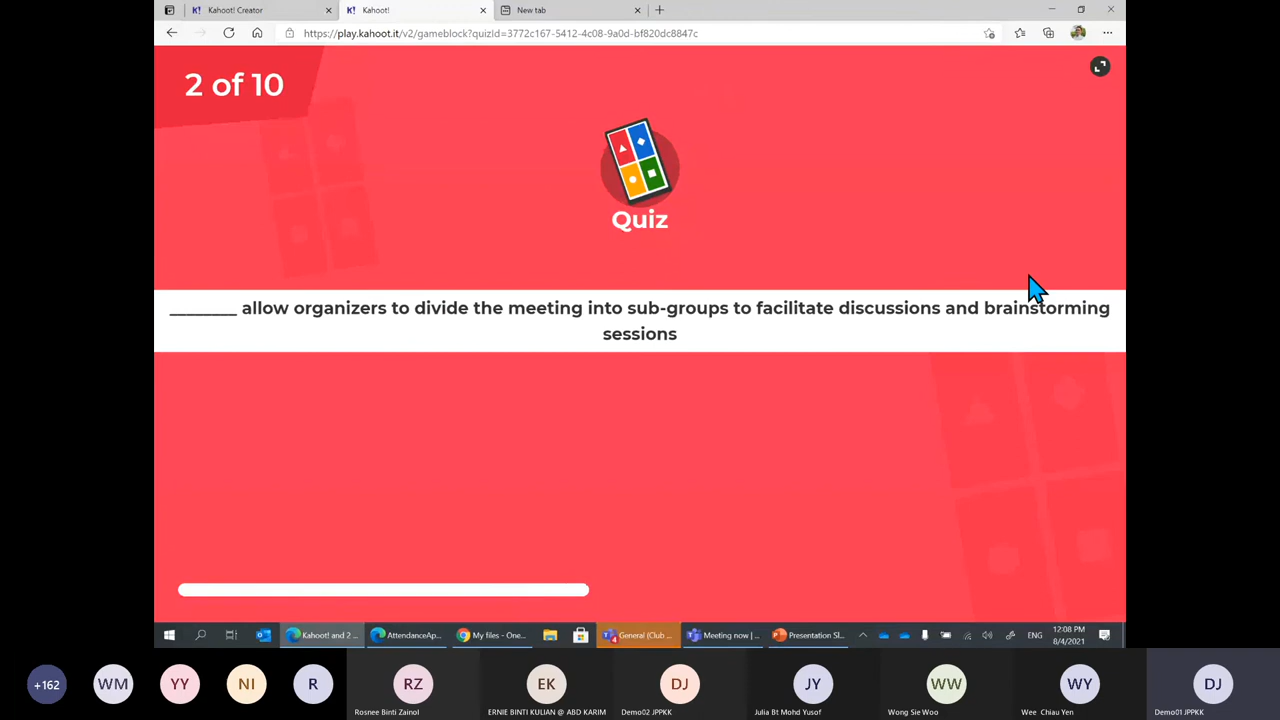 Kahoot! Creator
Kahoot!
New tab
https://play.kahoot.it/v2/gameblock?quizId=3772c167-5412-4c08-9a0d-bf820dc8847c
2 of 10
Quiz
________ allow organizers to divide the meeting into sub-groups to facilitate discussions and brainstorming
sessions
Kahoot! and 2 ...
AttendanceAp...
My files - One...
General (Club ...
Meeting now | ...
Presentation Sl...
ENG
12:08 PM
8/4/2021
+162
WM
YY
NI
R
RZ
EK
DJ
JY
WW
WY
DJ
Rosnee Binti Zainol
ERNIE BINTI KULIAN @ ABD KARIM
Demo02 JPPKK
Julia Bt Mohd Yusof
Wong Sie Woo
Wee Chiau Yen
Demo01 JPPKK